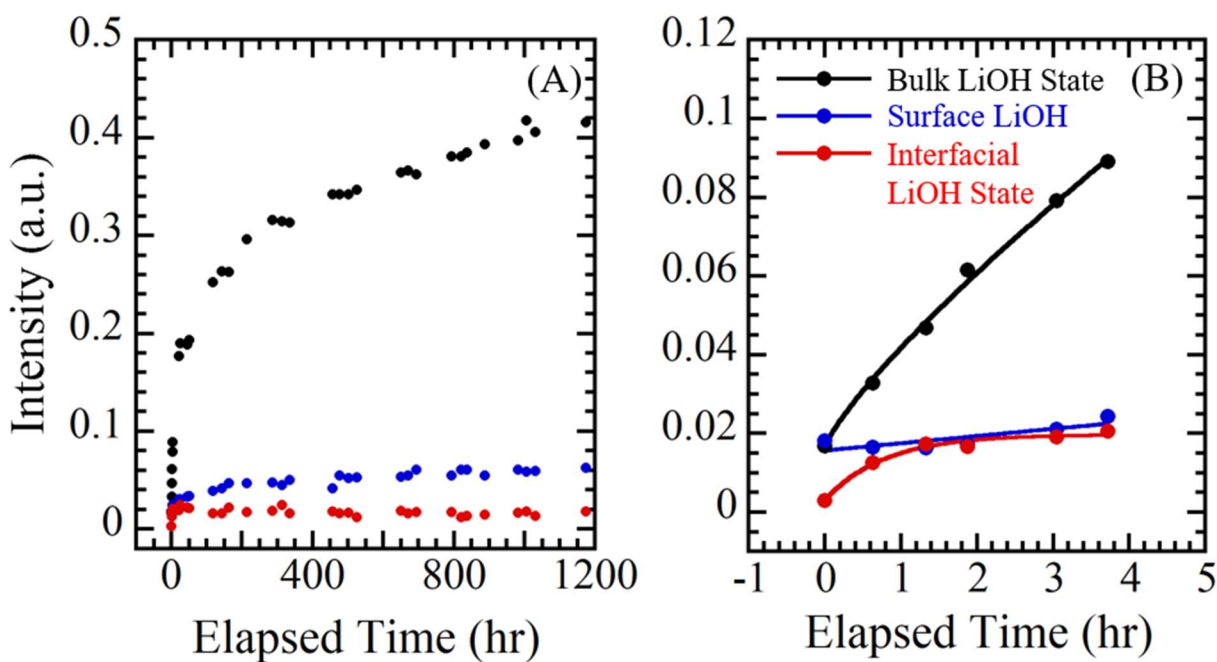 0.5
(A)
0.4
0.3
0.2
0.1
0
Intensity (a.u.)
0
400
800
1200
Elapsed Time (hr)
0.12
(B)
Bulk LiOH State
Surface LiOH
Interfacial
LiOH State
0.1
0.08
0.06
0.04
0.02
0
-1
0
1
2
3
4
5
Elapsed Time (hr)